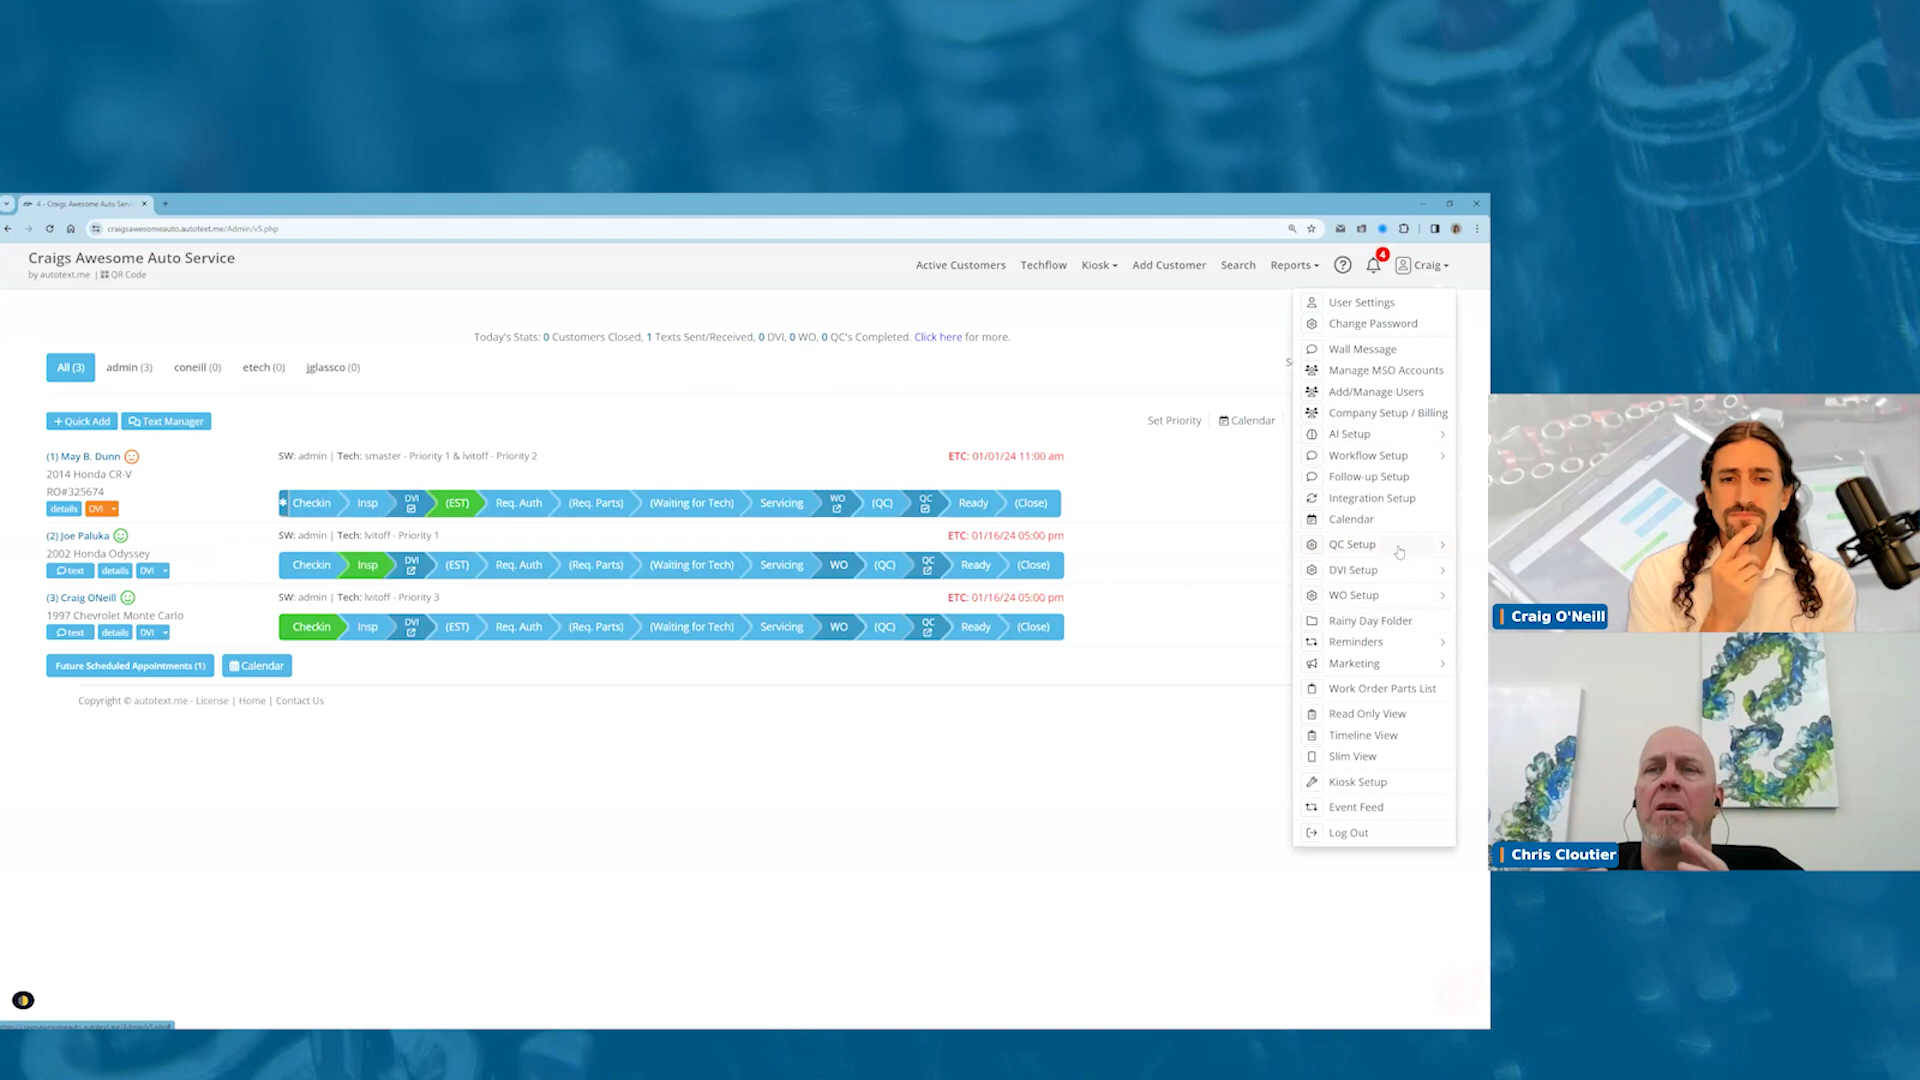 4 - Craigs Awesome Auto Serv
craigsawesomeauto.autotext.me/Admin/v5.php
Craigs Awesome Auto Service
by autotext.me | QR Code
Active Customers Techflow Kiosk Add Customer Search Reports 4 Craig
Today's Stats: 0 Customers Closed, 1 Texts Sent/Received, 0 DVI, 0 WO, 0 QC's Completed. Click here for more.
All (3) admin (3) coneill (0) etech (0) jglassco (0)
+ Quick Add Text Manager
Set Priority | Calendar
(1) May B. Dunn
SW: admin | Tech: smaster - Priority 1 & lvitoff - Priority 2
ETC: 01/01/24 11:00 am
2014 Honda CR-V
RO#325674
details DVI
* Checkin Insp DVI (EST) Req. Auth (Req. Parts) (Waiting for Tech) Servicing WO (QC) QC Ready (Close)
(2) Joe Paluka
SW: admin | Tech: lvitoff - Priority 1
ETC: 01/16/24 05:00 pm
2002 Honda Odyssey
text details DVI
Checkin Insp DVI (EST) Req. Auth (Req. Parts) (Waiting for Tech) Servicing WO (QC) QC Ready (Close)
(3) Craig ONeill
SW: admin | Tech: lvitoff - Priority 3
ETC: 01/16/24 05:00 pm
1997 Chevrolet Monte Carlo
text details DVI
Checkin Insp DVI (EST) Req. Auth (Req. Parts) (Waiting for Tech) Servicing WO (QC) QC Ready (Close)
Future Scheduled Appointments (1) Calendar
Copyright © autotext.me - License | Home | Contact Us
User Settings
Change Password
Wall Message
Manage MSO Accounts
Add/Manage Users
Company Setup / Billing
AI Setup
Workflow Setup
Follow-up Setup
Integration Setup
Calendar
QC Setup
DVI Setup
WO Setup
Rainy Day Folder
Reminders
Marketing
Work Order Parts List
Read Only View
Timeline View
Slim View
Kiosk Setup
Event Feed
Log Out
Craig O'Neill
Chris Cloutier